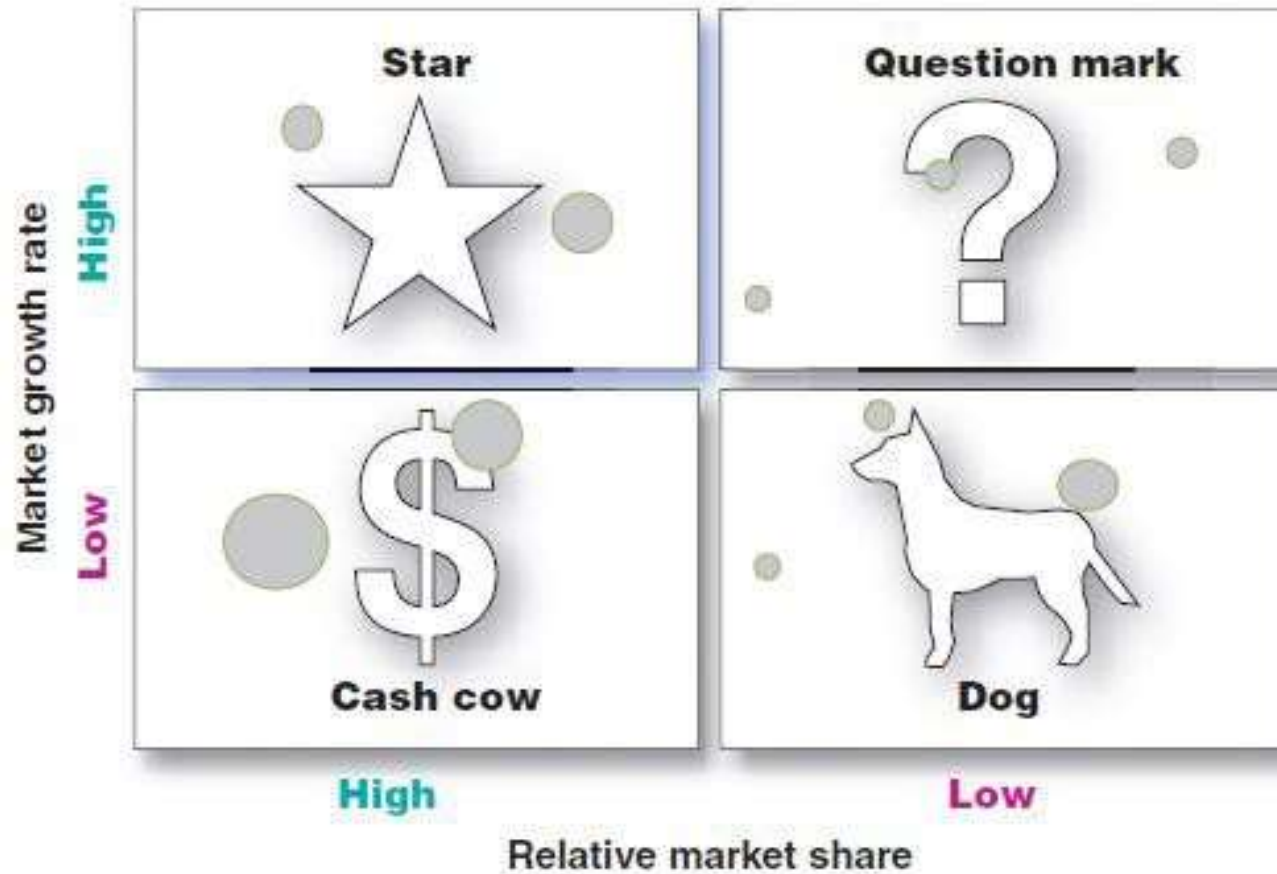 Star
Question mark
Market growth rate
High
Low
$
?
Cash cow
Dog
High
Low
Relative market share